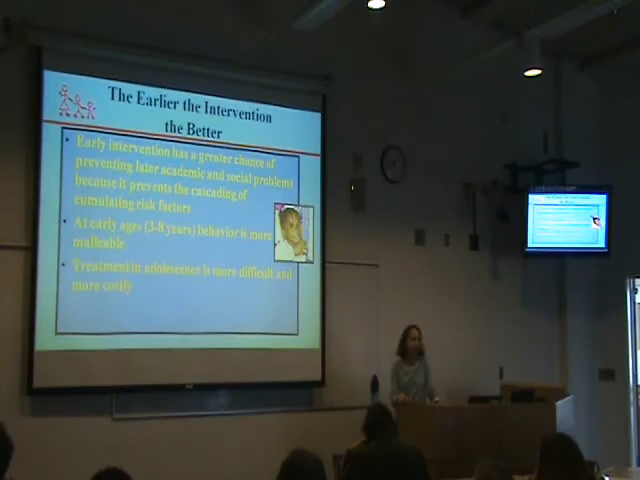 The Earlier the Intervention
the Better
• Early intervention has a greater chance of
preventing later academic and social problems
because it prevents the cascading of
cumulating risk factors
• At early ages (3-8 years) behavior is more
malleable
• Treatment in adolescence is more difficult and
more costly